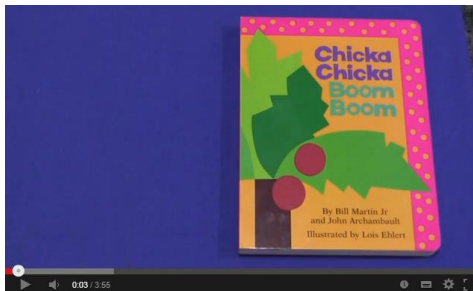 Chicka
Chicka
Boom
Boom
By Bill Martin Jr
and John Archambault
Illustrated by Lois Ehlert
0:03 / 3:55